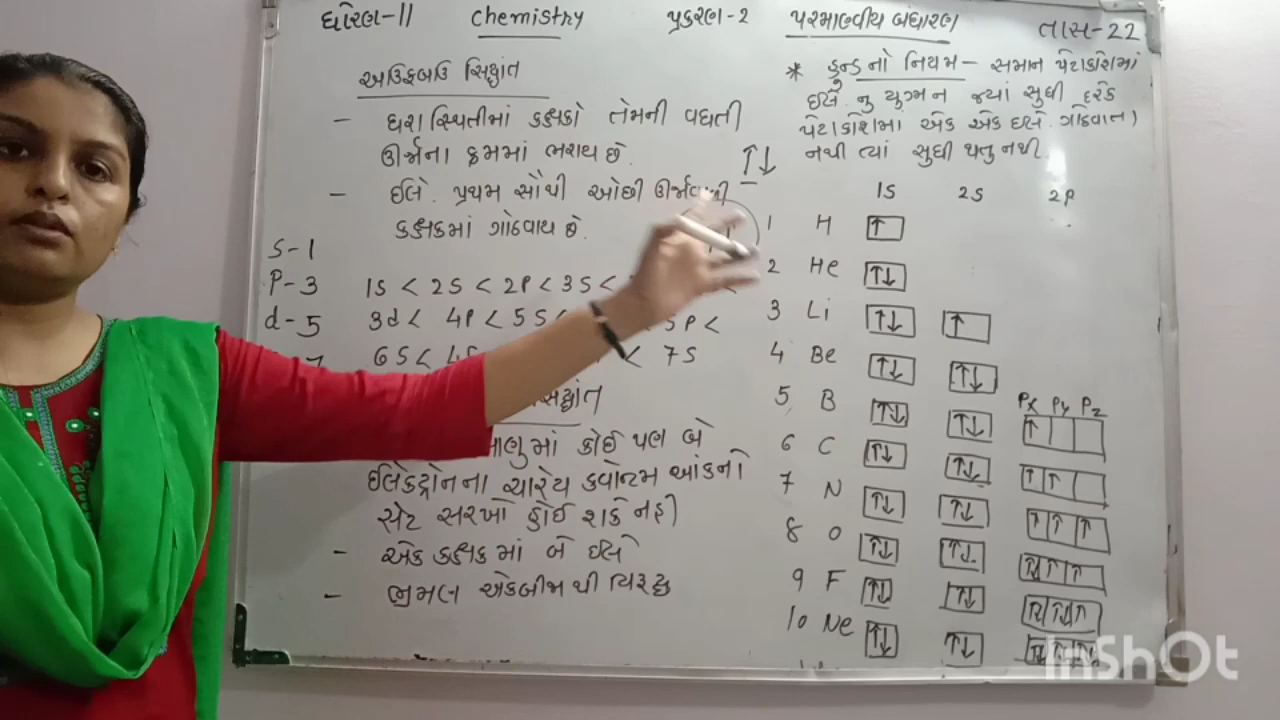 ધોરણ-11 Chemistry પ્રકરણ-2 પરમાણ્વીય બંધારણ તાસ-22
આઉફબાઉ સિદ્ધાંત
- ધરા સ્થિતીમાં કક્ષકો તેમની વધતી
ઊર્જાના ક્રમમાં ભરાય છે.
- ઈલે. પ્રથમ સૌથી ઓછી
કક્ષકમાં ગોઠવાય છે.
S-1
P-3
d-5
1S < 2S < 2P < 3S <
3d < 4P < 5S < 5P <
6S < < 7S
સિદ્ધાંત
કોઈ પણ બે
ઈલેક્ટ્રોનના ચારેય ક્વોન્ટમ આંકનો
સેટ સરખો હોઈ શકે નહી
- એક કક્ષકમાં બે ઈલે
- ભ્રમણ એકબીજાથી વિરુદ્ધ
* હુન્ડનો નિયમ - સમાન પેટાકોશમાં
ઈલે. નુ યુગ્મન જ્યાં સુધી દરેક
પેટાકોશમા એક એક ઈલે. ગોઠવાતા
નથી ત્યાં સુધી થતુ નથી.
↑↓
1S 2S 2P
1 H ↑
2 He ↑↓
3 Li ↑↓ ↑
4 Be ↑↓ ↑↓
Px Py Pz
5 B ↑↓ ↑↓ ↑
6 C ↑↓ ↑↓ ↑ ↑
7 N ↑↓ ↑↓ ↑ ↑ ↑
8 O ↑↓ ↑↓ ↑↓ ↑ ↑
9 F ↑↓ ↑↓ ↑↓ ↑↓ ↑
10 Ne ↑↓ ↑↓ ↑↓ ↑↓ ↑↓
InShOt